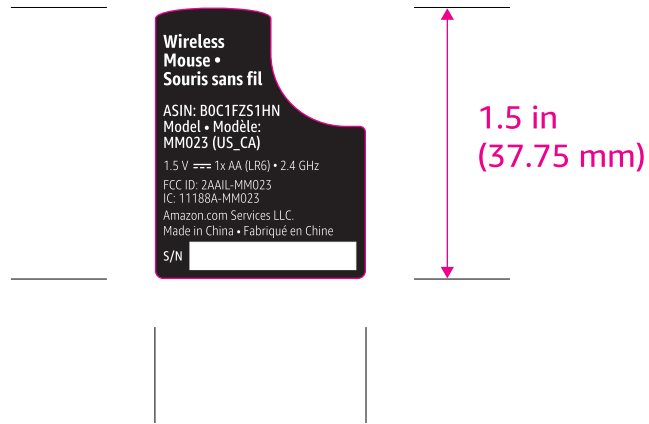 Wireless
Mouse •
Souris sans fil
ASIN: B0C1FZS1HN
Model • Modèle:
MM023 (US_CA)
1.5 V ⎓ 1x AA (LR6) • 2.4 GHz
FCC ID: 2AAIL-MM023
IC: 11188A-MM023
Amazon.com Services LLC.
Made in China • Fabriqué en Chine
S/N
1.5 in
(37.75 mm)